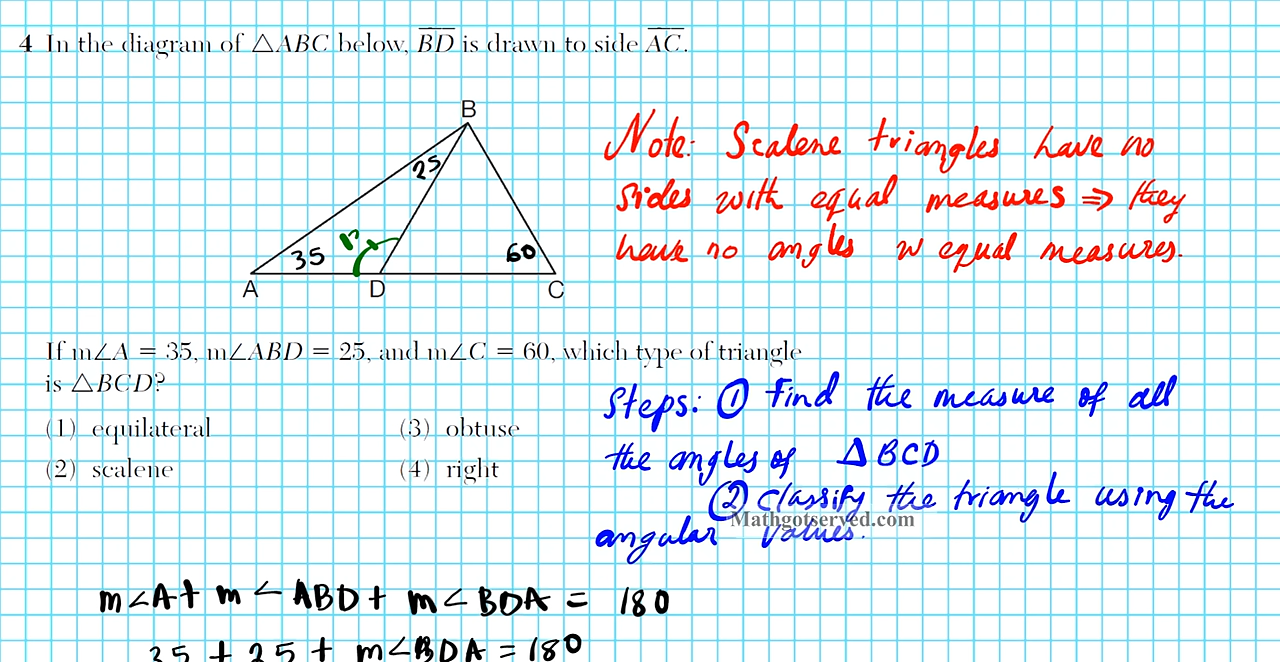 4 In the diagram of △ABC below, B̅D̅ is drawn to side A̅C̅.
B
25
35
60
A
D
C
Note: Scalene triangles have no
sides with equal measures ⇒ they
have no angles w equal measures.
If m∠A = 35, m∠ABD = 25, and m∠C = 60, which type of triangle
is △BCD?
(1) equilateral
(3) obtuse
(2) scalene
(4) right
Steps: ① Find the measure of all
the angles of △BCD
② Classify the triangle using the
Mathgotserved.com
angular values.
m∠A + m∠ABD + m∠BDA = 180
35 + 25 + m∠BDA = 180